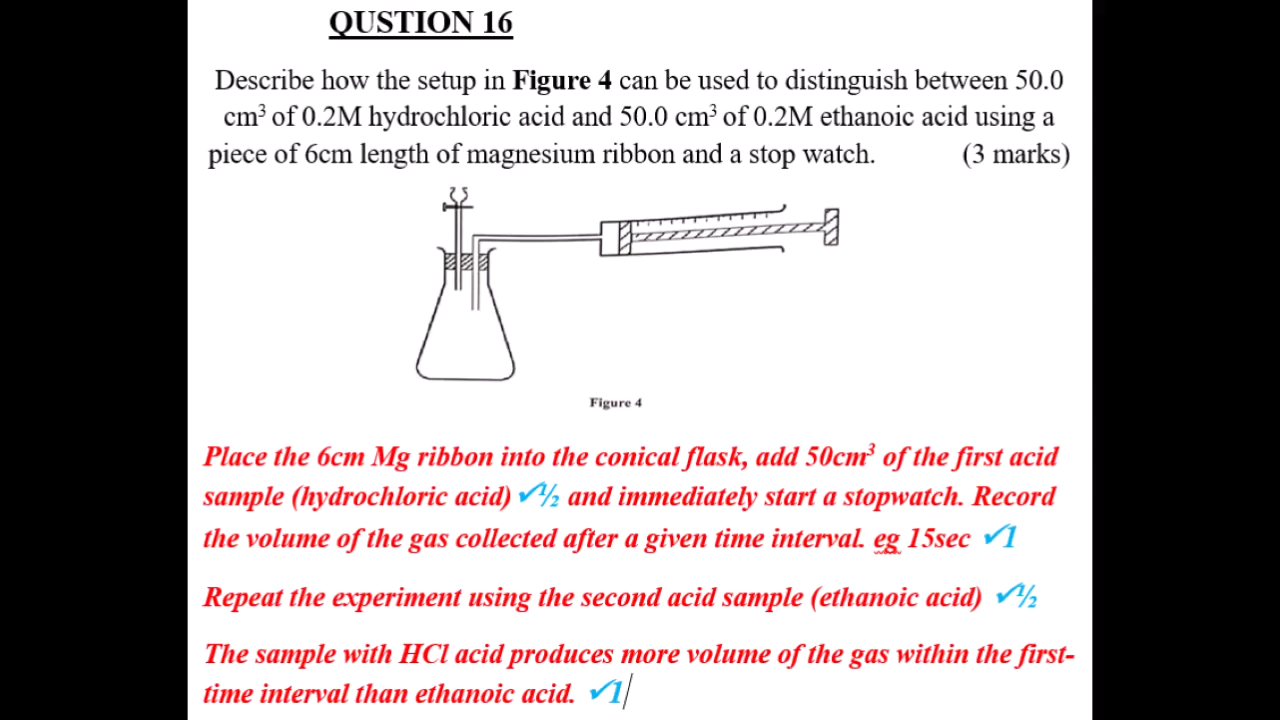 QUSTION 16
Describe how the setup in Figure 4 can be used to distinguish between 50.0
cm³ of 0.2M hydrochloric acid and 50.0 cm³ of 0.2M ethanoic acid using a
piece of 6cm length of magnesium ribbon and a stop watch. (3 marks)
Figure 4
Place the 6cm Mg ribbon into the conical flask, add 50cm³ of the first acid
sample (hydrochloric acid) ✓½ and immediately start a stopwatch. Record
the volume of the gas collected after a given time interval. eg 15sec ✓1
Repeat the experiment using the second acid sample (ethanoic acid) ✓½
The sample with HCl acid produces more volume of the gas within the first-
time interval than ethanoic acid. ✓1